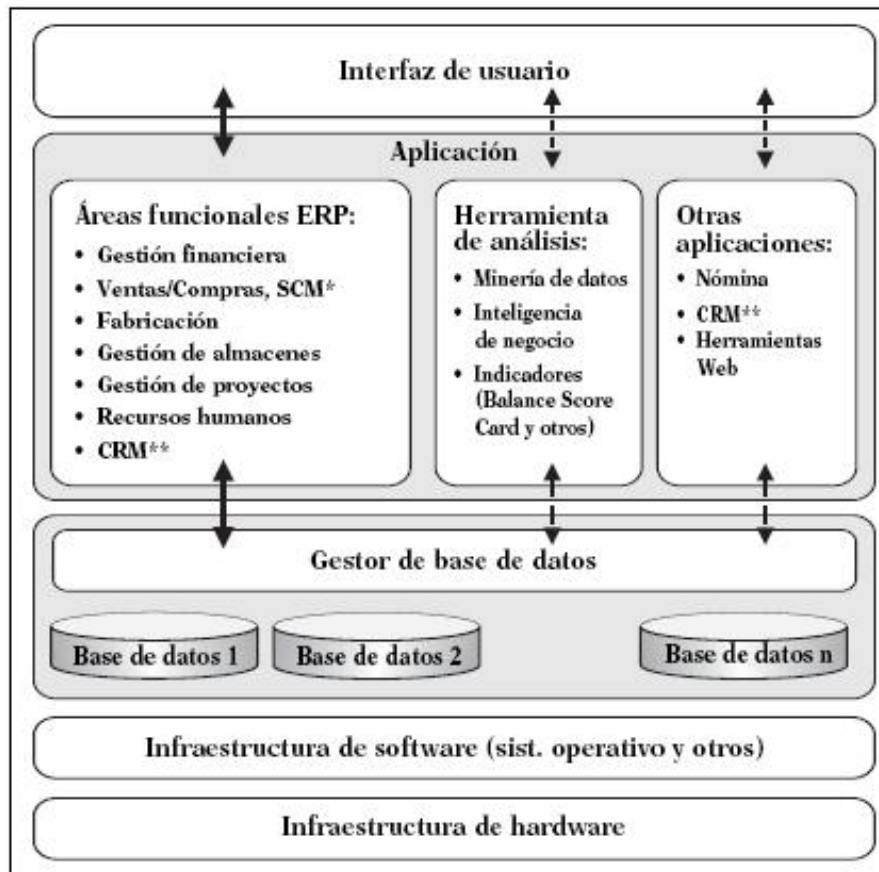 Interfaz de usuario
Aplicación
Áreas funcionales ERP:
• Gestión financiera
• Ventas/Compras, SCM*
• Fabricación
• Gestión de almacenes
• Gestión de proyectos
• Recursos humanos
• CRM**
Herramienta
de análisis:
• Minería de datos
• Inteligencia
de negocio
• Indicadores
(Balance Score
Card y otros)
Otras
aplicaciones:
• Nómina
• CRM**
• Herramientas
Web
Gestor de base de datos
Base de datos 1
Base de datos 2
Base de datos n
Infraestructura de software (sist. operativo y otros)
Infraestructura de hardware